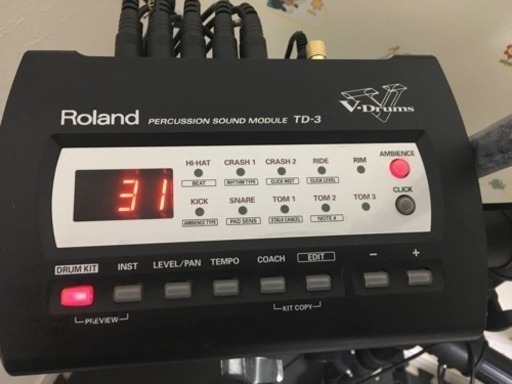 Roland PERCUSSION SOUND MODULE TD-3
V-Drums
31
HI-HAT CRASH 1 CRASH 2 RIDE RIM AMBIENCE
BEAT RHYTHM TYPE CLICK INST CLICK LEVEL
CLICK
KICK SNARE TOM 1 TOM 2 TOM 3
AMBIENCE TYPE PAD SENS XTALK CANCEL NOTE #
DRUM KIT INST LEVEL/PAN TEMPO COACH EDIT - +
PREVIEW KIT COPY